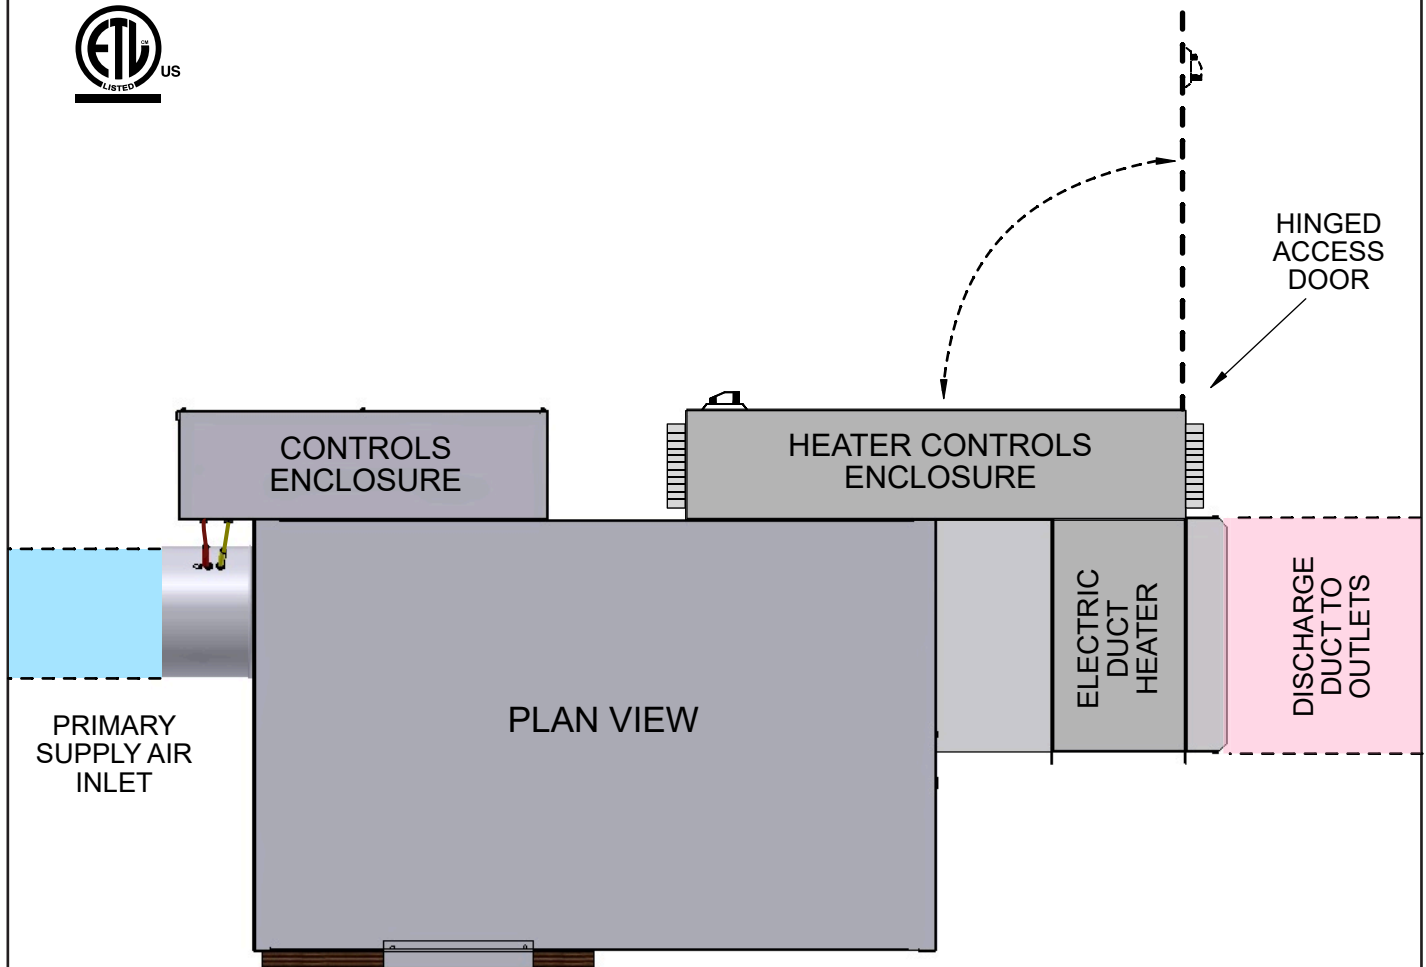 ETL
CM
LISTED
US
HINGED
ACCESS
DOOR
CONTROLS
ENCLOSURE
HEATER CONTROLS
ENCLOSURE
PRIMARY
SUPPLY AIR
INLET
PLAN VIEW
ELECTRIC
DUCT
HEATER
DISCHARGE
DUCT TO
OUTLETS